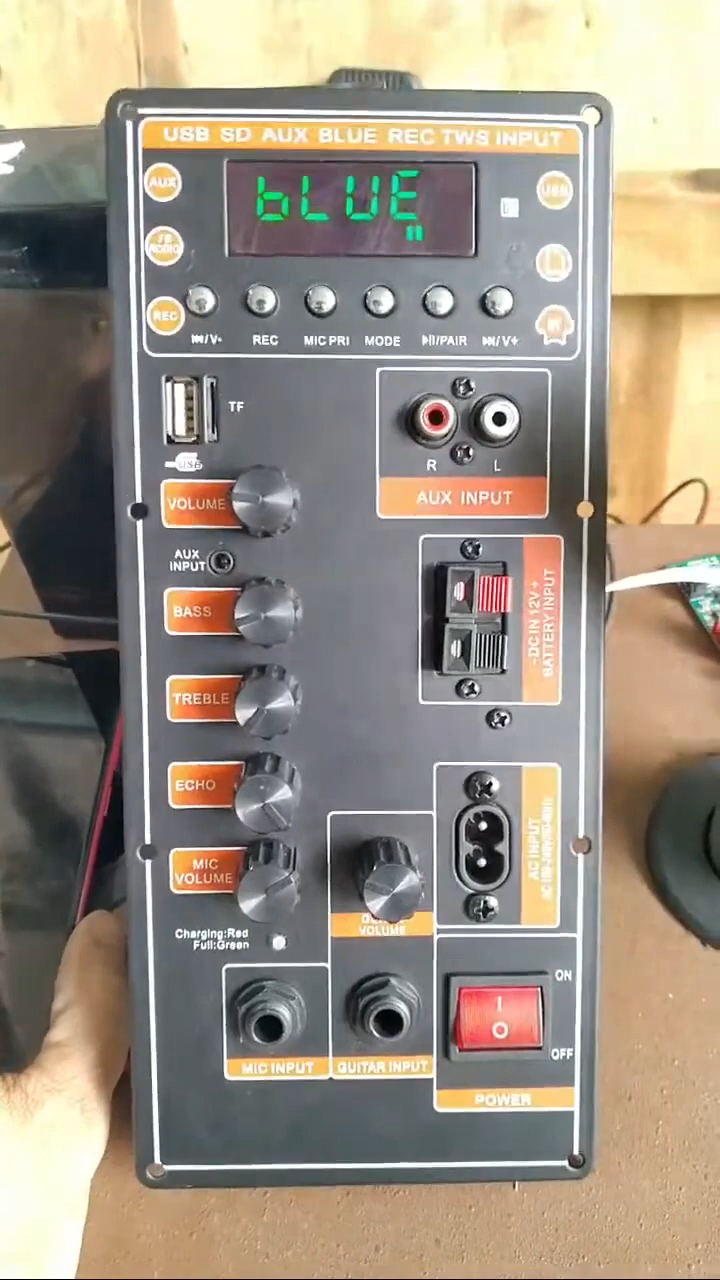 USB SD AUX BLUE REC TWS INPUT
AUX
bLUE
USB
REC
⏮/V-
REC
MIC PRI
MODE
⏯/PAIR
⏭/V+
TF
USB
R
L
AUX INPUT
VOLUME
AUX
INPUT
BASS
-DC IN 12V+
BATTERY INPUT
TREBLE
ECHO
MIC
VOLUME
AC INPUT
VOLUME
Charging:Red
Full:Green
ON
I
O
OFF
MIC INPUT
GUITAR INPUT
POWER